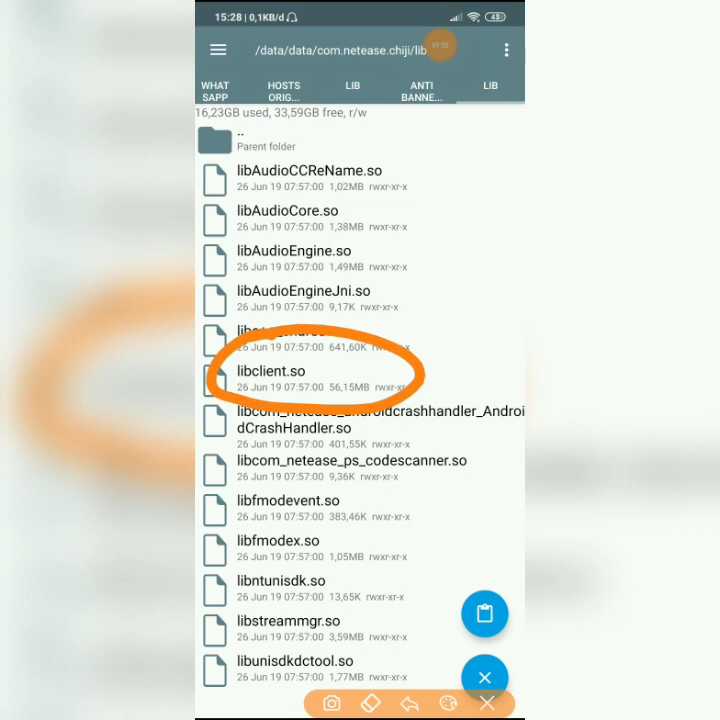 15:28 | 0,1KB/d
43
/data/data/com.netease.chiji/lib
01:53
WHAT
SAPP
HOSTS
ORIG...
LIB
ANTI
BANNE...
LIB
16,23GB used, 33,59GB free, r/w
..
Parent folder
libAudioCCReName.so
26 Jun 19 07:57:00 1,02MB rwxr-xr-x
libAudioCore.so
26 Jun 19 07:57:00 1,38MB rwxr-xr-x
libAudioEngine.so
26 Jun 19 07:57:00 1,49MB rwxr-xr-x
libAudioEngineJni.so
26 Jun 19 07:57:00 9,17K rwxr-xr-x
26 Jun 19 07:57:00 641,60K rwxr-xr-x
libclient.so
26 Jun 19 07:57:00 56,15MB rwxr-xr-x
libcom_netease_androidcrashhandler_Androi
dCrashHandler.so
26 Jun 19 07:57:00 401,55K rwxr-xr-x
libcom_netease_ps_codescanner.so
26 Jun 19 07:57:00 9,36K rwxr-xr-x
libfmodevent.so
26 Jun 19 07:57:00 383,46K rwxr-xr-x
libfmodex.so
26 Jun 19 07:57:00 1,05MB rwxr-xr-x
libntunisdk.so
26 Jun 19 07:57:00 13,65K rwxr-xr-x
libstreammgr.so
26 Jun 19 07:57:00 3,59MB rwxr-xr-x
libunisdkdctool.so
26 Jun 19 07:57:00 1,77MB rwxr-xr-x